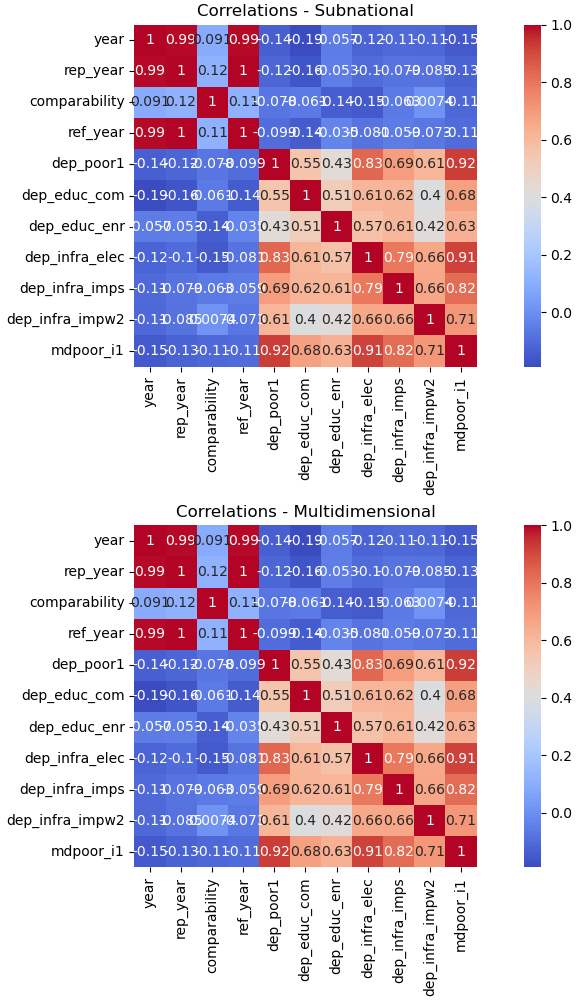 Correlations - Subnational
year 1 0.99 0.091 0.99 -0.14 -0.19 -0.057 -0.12 -0.11 -0.11 -0.15
rep_year 0.99 1 0.12 1 -0.12 -0.16 -0.053 -0.1 -0.079 -0.085 -0.13
comparability 0.091 0.12 1 0.11 -0.078 -0.061 -0.14 -0.15 -0.063 0.0074 -0.11
ref_year 0.99 1 0.11 1 -0.099 -0.14 -0.035 -0.081 -0.059 -0.073 -0.11
dep_poor1 -0.14 -0.12 -0.078 -0.099 1 0.55 0.43 0.83 0.69 0.61 0.92
dep_educ_com -0.19 -0.16 -0.061 -0.14 0.55 1 0.51 0.61 0.62 0.4 0.68
dep_educ_enr -0.057 -0.053 -0.14 -0.035 0.43 0.51 1 0.57 0.61 0.42 0.63
dep_infra_elec -0.12 -0.1 -0.15 -0.081 0.83 0.61 0.57 1 0.79 0.66 0.91
dep_infra_imps -0.11 -0.079 -0.063 -0.059 0.69 0.62 0.61 0.79 1 0.66 0.82
dep_infra_impw2 -0.11 -0.085 0.0074 -0.073 0.61 0.4 0.42 0.66 0.66 1 0.71
mdpoor_i1 -0.15 -0.13 -0.11 -0.11 0.92 0.68 0.63 0.91 0.82 0.71 1
year rep_year comparability ref_year dep_poor1 dep_educ_com dep_educ_enr dep_infra_elec dep_infra_imps dep_infra_impw2 mdpoor_i1
1.0
0.8
0.6
0.4
0.2
0.0
Correlations - Multidimensional
year 1 0.99 0.091 0.99 -0.14 -0.19 -0.057 -0.12 -0.11 -0.11 -0.15
rep_year 0.99 1 0.12 1 -0.12 -0.16 -0.053 -0.1 -0.079 -0.085 -0.13
comparability 0.091 0.12 1 0.11 -0.078 -0.061 -0.14 -0.15 -0.063 0.0074 -0.11
ref_year 0.99 1 0.11 1 -0.099 -0.14 -0.035 -0.081 -0.059 -0.073 -0.11
dep_poor1 -0.14 -0.12 -0.078 -0.099 1 0.55 0.43 0.83 0.69 0.61 0.92
dep_educ_com -0.19 -0.16 -0.061 -0.14 0.55 1 0.51 0.61 0.62 0.4 0.68
dep_educ_enr -0.057 -0.053 -0.14 -0.035 0.43 0.51 1 0.57 0.61 0.42 0.63
dep_infra_elec -0.12 -0.1 -0.15 -0.081 0.83 0.61 0.57 1 0.79 0.66 0.91
dep_infra_imps -0.11 -0.079 -0.063 -0.059 0.69 0.62 0.61 0.79 1 0.66 0.82
dep_infra_impw2 -0.11 -0.085 0.0074 -0.073 0.61 0.4 0.42 0.66 0.66 1 0.71
mdpoor_i1 -0.15 -0.13 -0.11 -0.11 0.92 0.68 0.63 0.91 0.82 0.71 1
year rep_year comparability ref_year dep_poor1 dep_educ_com dep_educ_enr dep_infra_elec dep_infra_imps dep_infra_impw2 mdpoor_i1
1.0
0.8
0.6
0.4
0.2
0.0